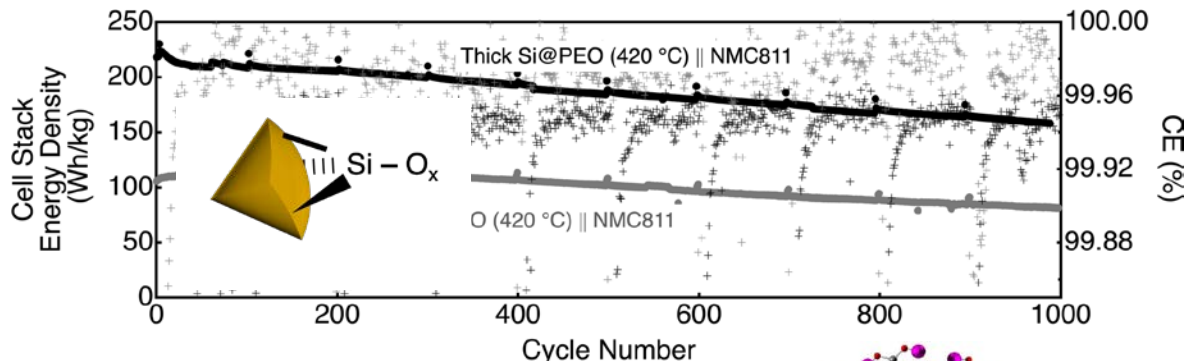 250
200
150
100
50
0
Cell Stack
Energy Density
(Wh/kg)
Thick Si@PEO (420 °C) || NMC811
Si – Oₓ
O (420 °C) || NMC811
100.00
99.96
99.92
99.88
CE (%)
0
200
400
600
800
1000
Cycle Number